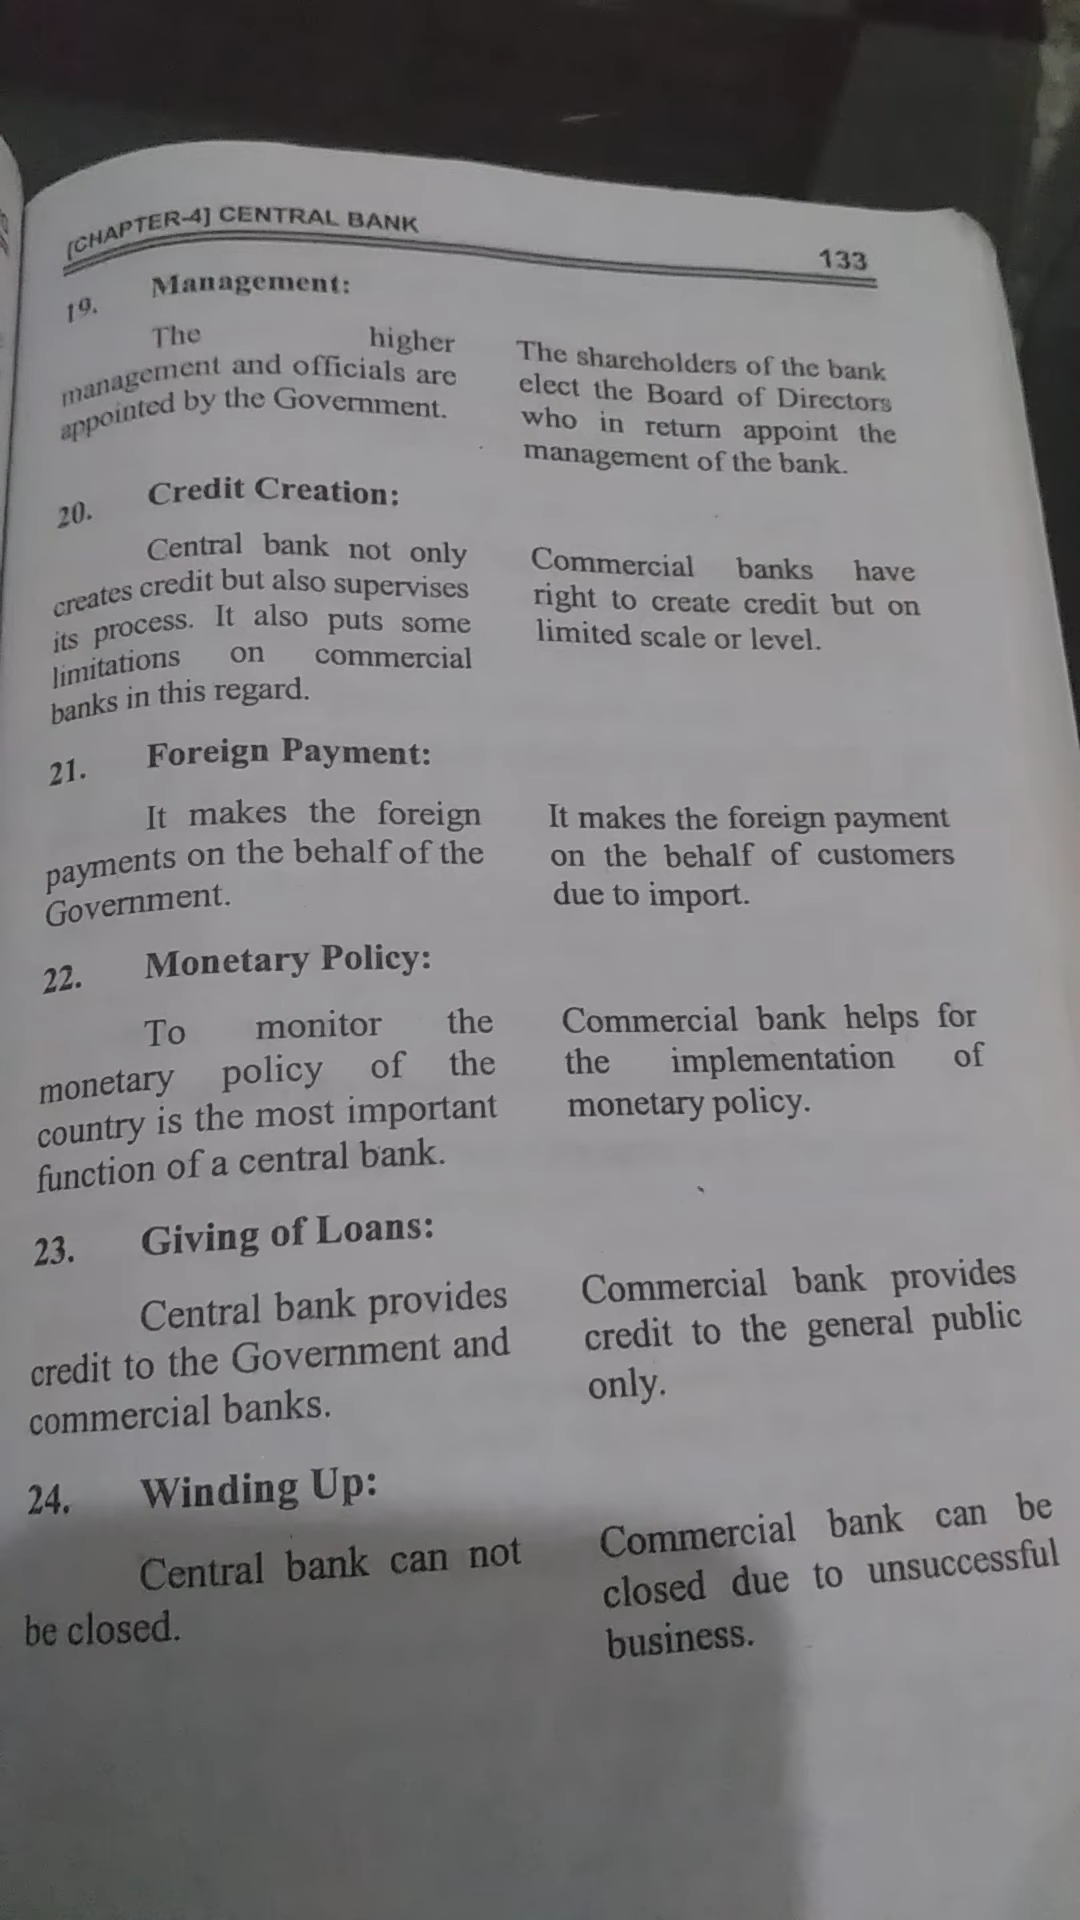 [CHAPTER-4] CENTRAL BANK
133
19. Management:
The higher
management and officials are
appointed by the Government.
The shareholders of the bank
elect the Board of Directors
who in return appoint the
management of the bank.
20. Credit Creation:
Central bank not only
creates credit but also supervises
its process. It also puts some
limitations on commercial
banks in this regard.
Commercial banks have
right to create credit but on
limited scale or level.
21. Foreign Payment:
It makes the foreign
payments on the behalf of the
Government.
It makes the foreign payment
on the behalf of customers
due to import.
22. Monetary Policy:
To monitor the
monetary policy of the
country is the most important
function of a central bank.
Commercial bank helps for
the implementation of
monetary policy.
23. Giving of Loans:
Central bank provides
credit to the Government and
commercial banks.
Commercial bank provides
credit to the general public
only.
24. Winding Up:
Central bank can not
be closed.
Commercial bank can be
closed due to unsuccessful
business.